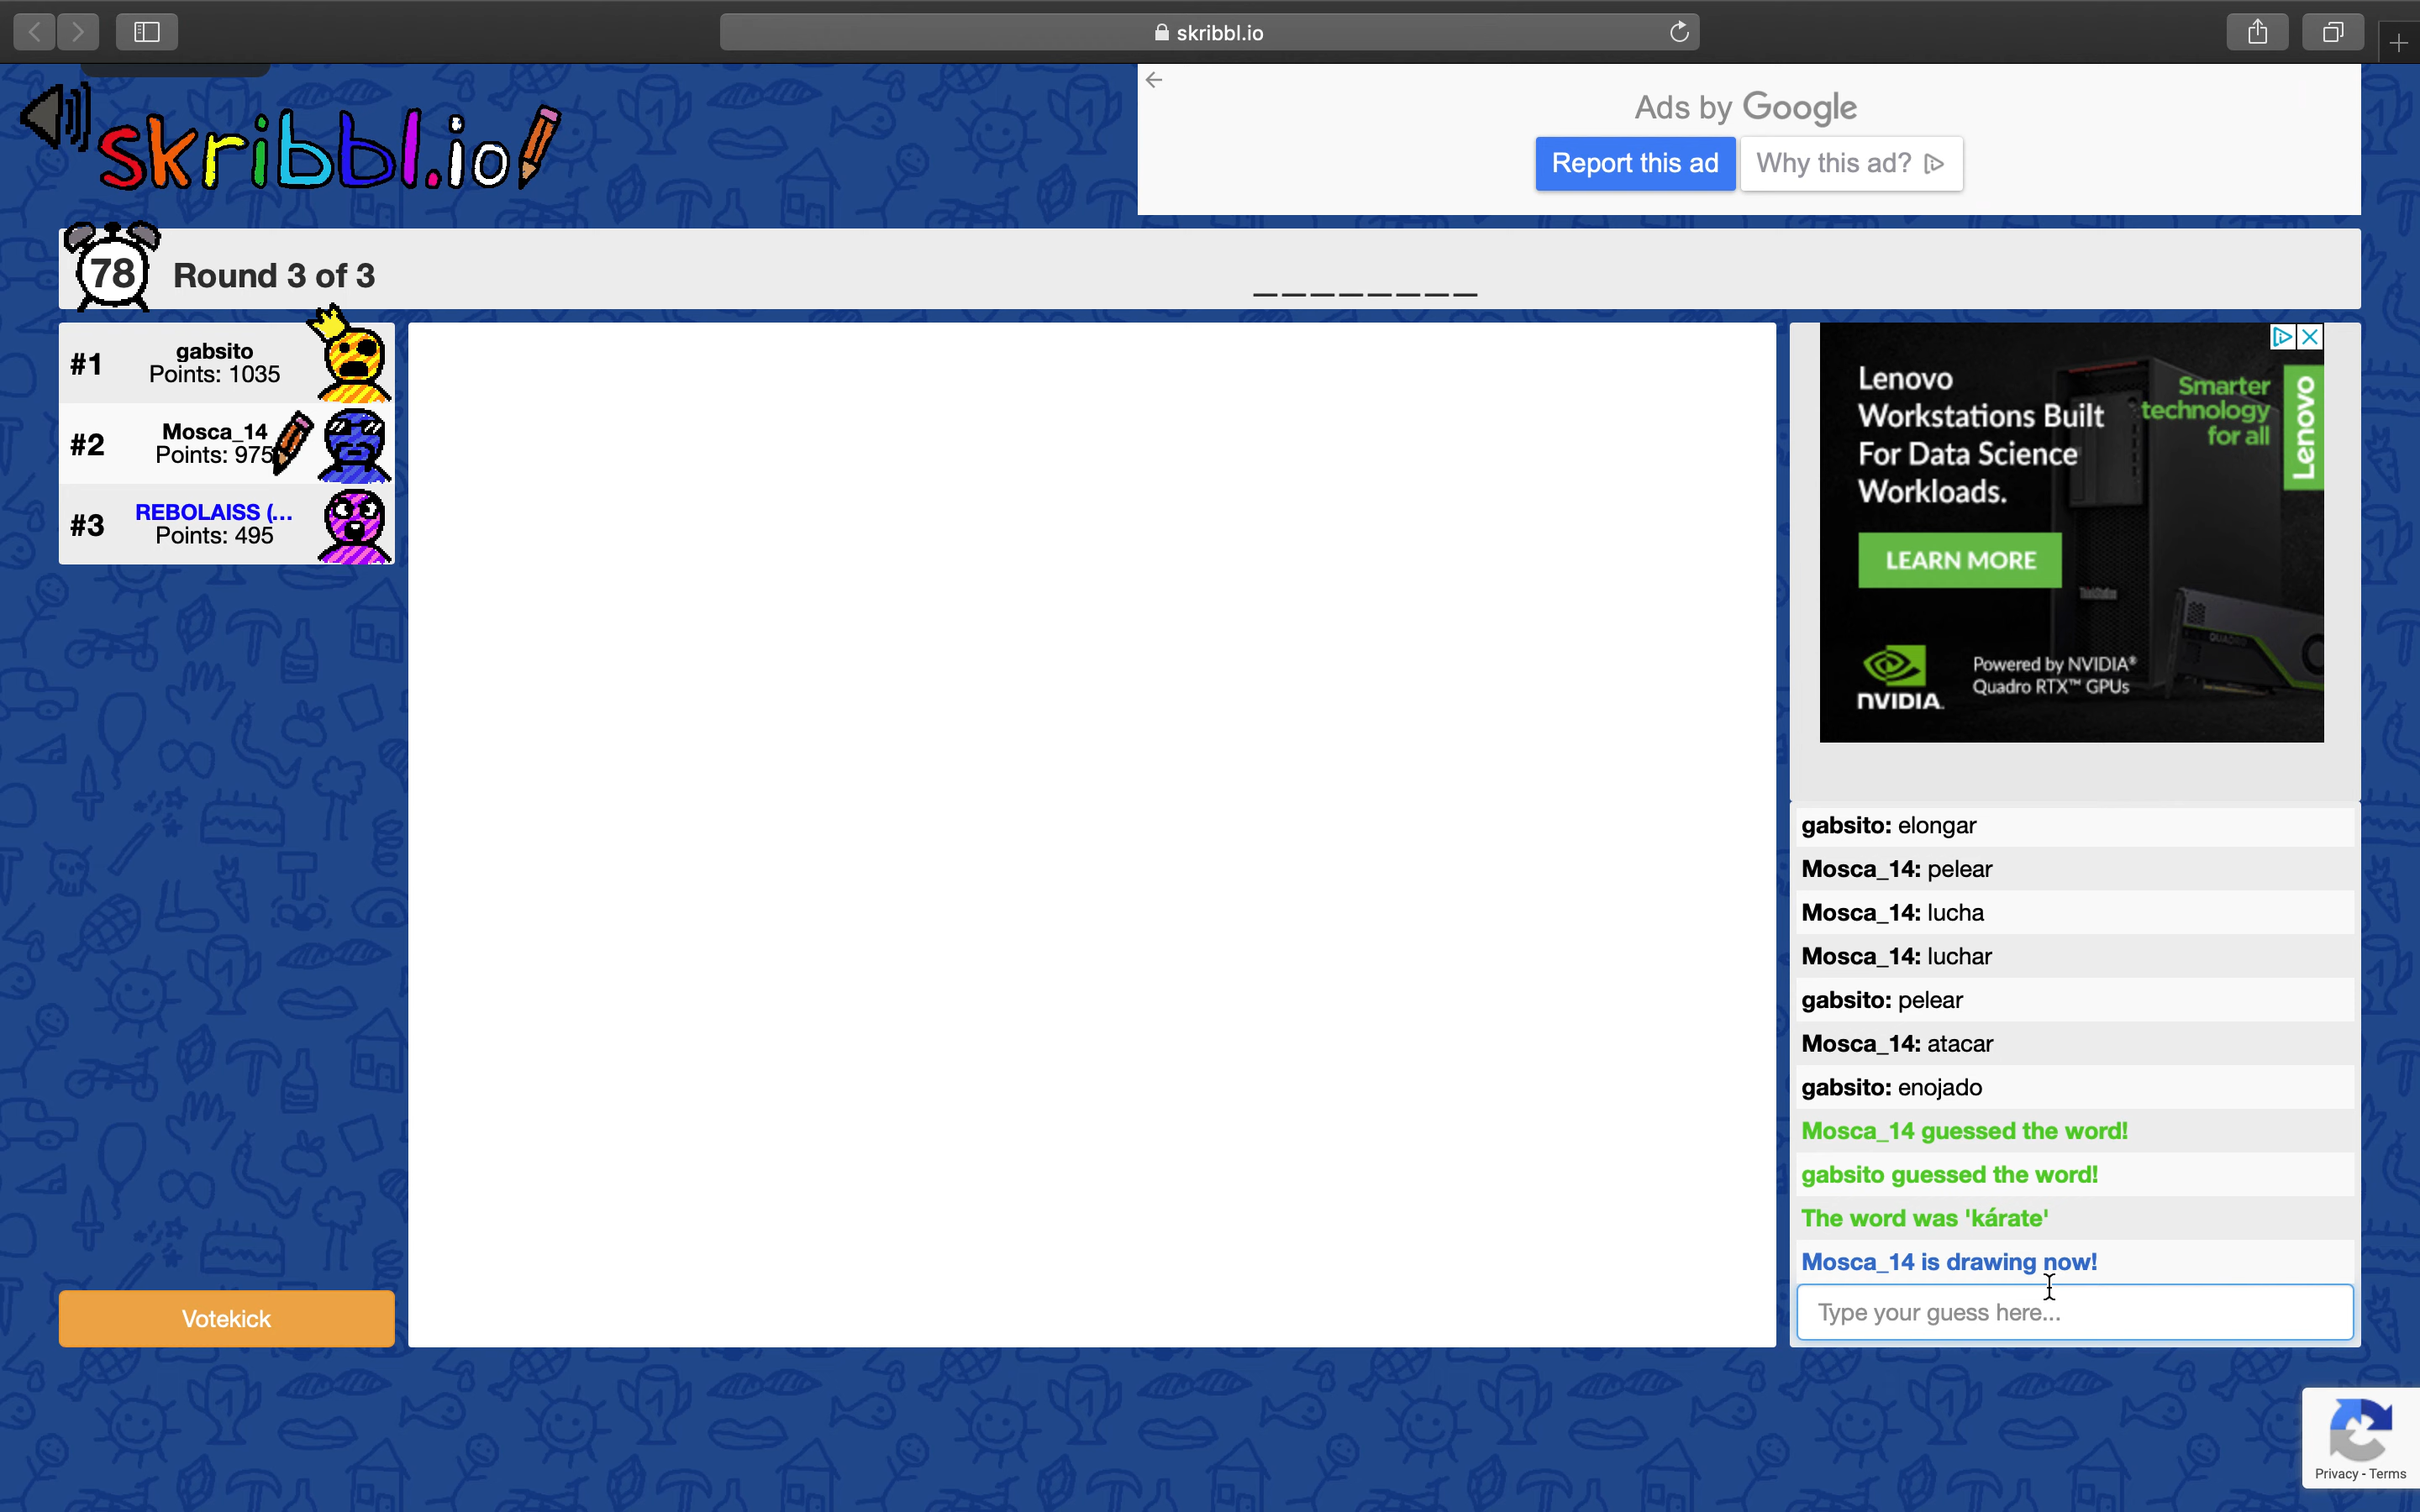 skribbl.io
skribbl.io
Ads by Google
Report this ad
Why this ad?
78
Round 3 of 3
________
#1
gabsito
Points: 1035
#2
Mosca_14
Points: 975
#3
REBOLAISS (...
Points: 495
Votekick
Lenovo
Workstations Built
For Data Science
Workloads.
Smarter
technology
for all
Lenovo
LEARN MORE
ThinkStation
QUADRO
NVIDIA.
Powered by NVIDIA®
Quadro RTX™ GPUs
gabsito: elongar
Mosca_14: pelear
Mosca_14: lucha
Mosca_14: luchar
gabsito: pelear
Mosca_14: atacar
gabsito: enojado
Mosca_14 guessed the word!
gabsito guessed the word!
The word was 'kárate'
Mosca_14 is drawing now!
Type your guess here...
Privacy - Terms